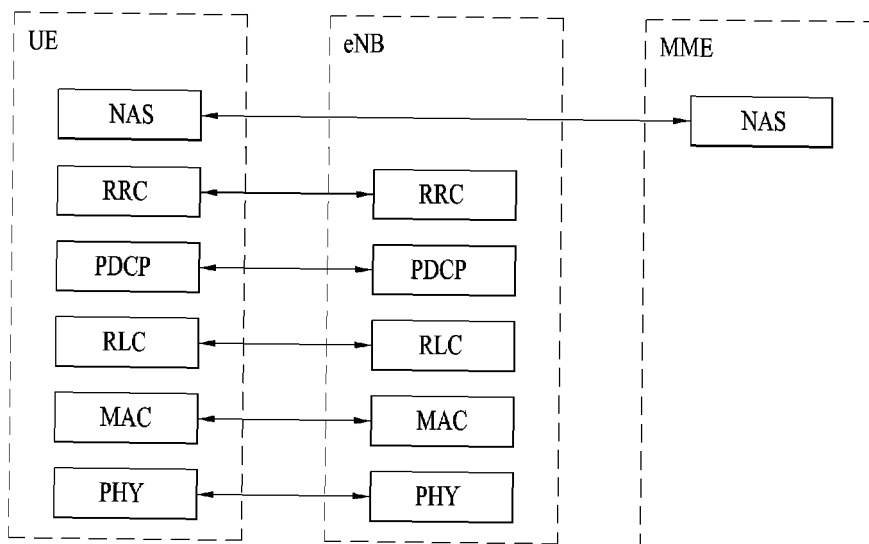 UE
eNB
MME
NAS
NAS
RRC
RRC
PDCP
PDCP
RLC
RLC
MAC
MAC
PHY
PHY